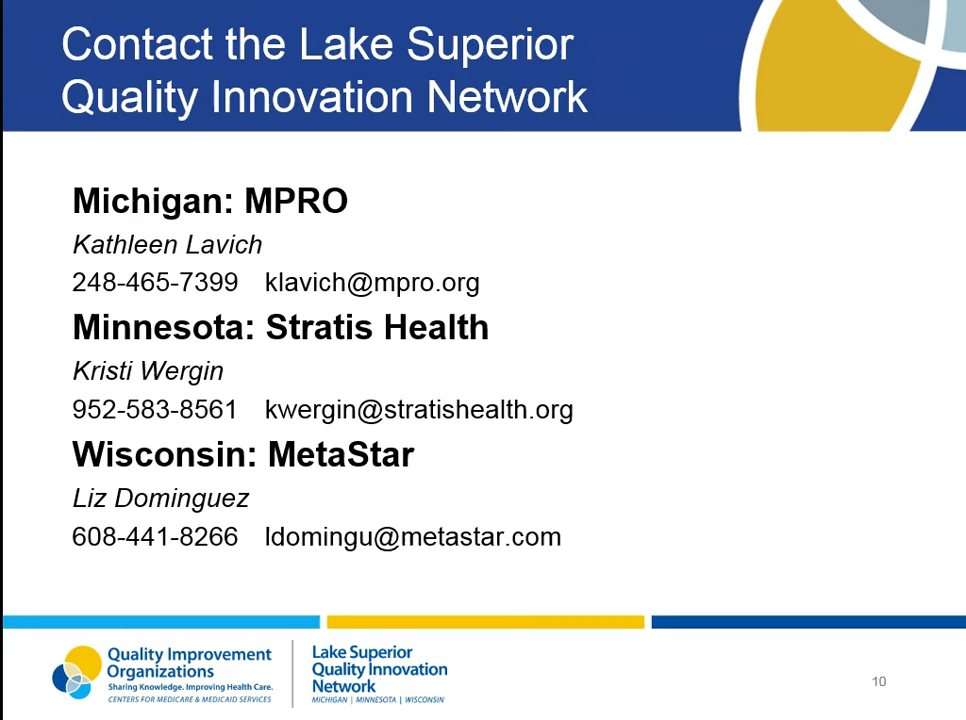 Contact the Lake Superior
Quality Innovation Network
Michigan: MPRO
Kathleen Lavich
248-465-7399 klavich@mpro.org
Minnesota: Stratis Health
Kristi Wergin
952-583-8561 kwergin@stratishealth.org
Wisconsin: MetaStar
Liz Dominguez
608-441-8266 ldomingu@metastar.com
Quality Improvement
Organizations
Sharing Knowledge. Improving Health Care.
CENTERS FOR MEDICARE & MEDICAID SERVICES
Lake Superior
Quality Innovation
Network
MICHIGAN | MINNESOTA | WISCONSIN
10